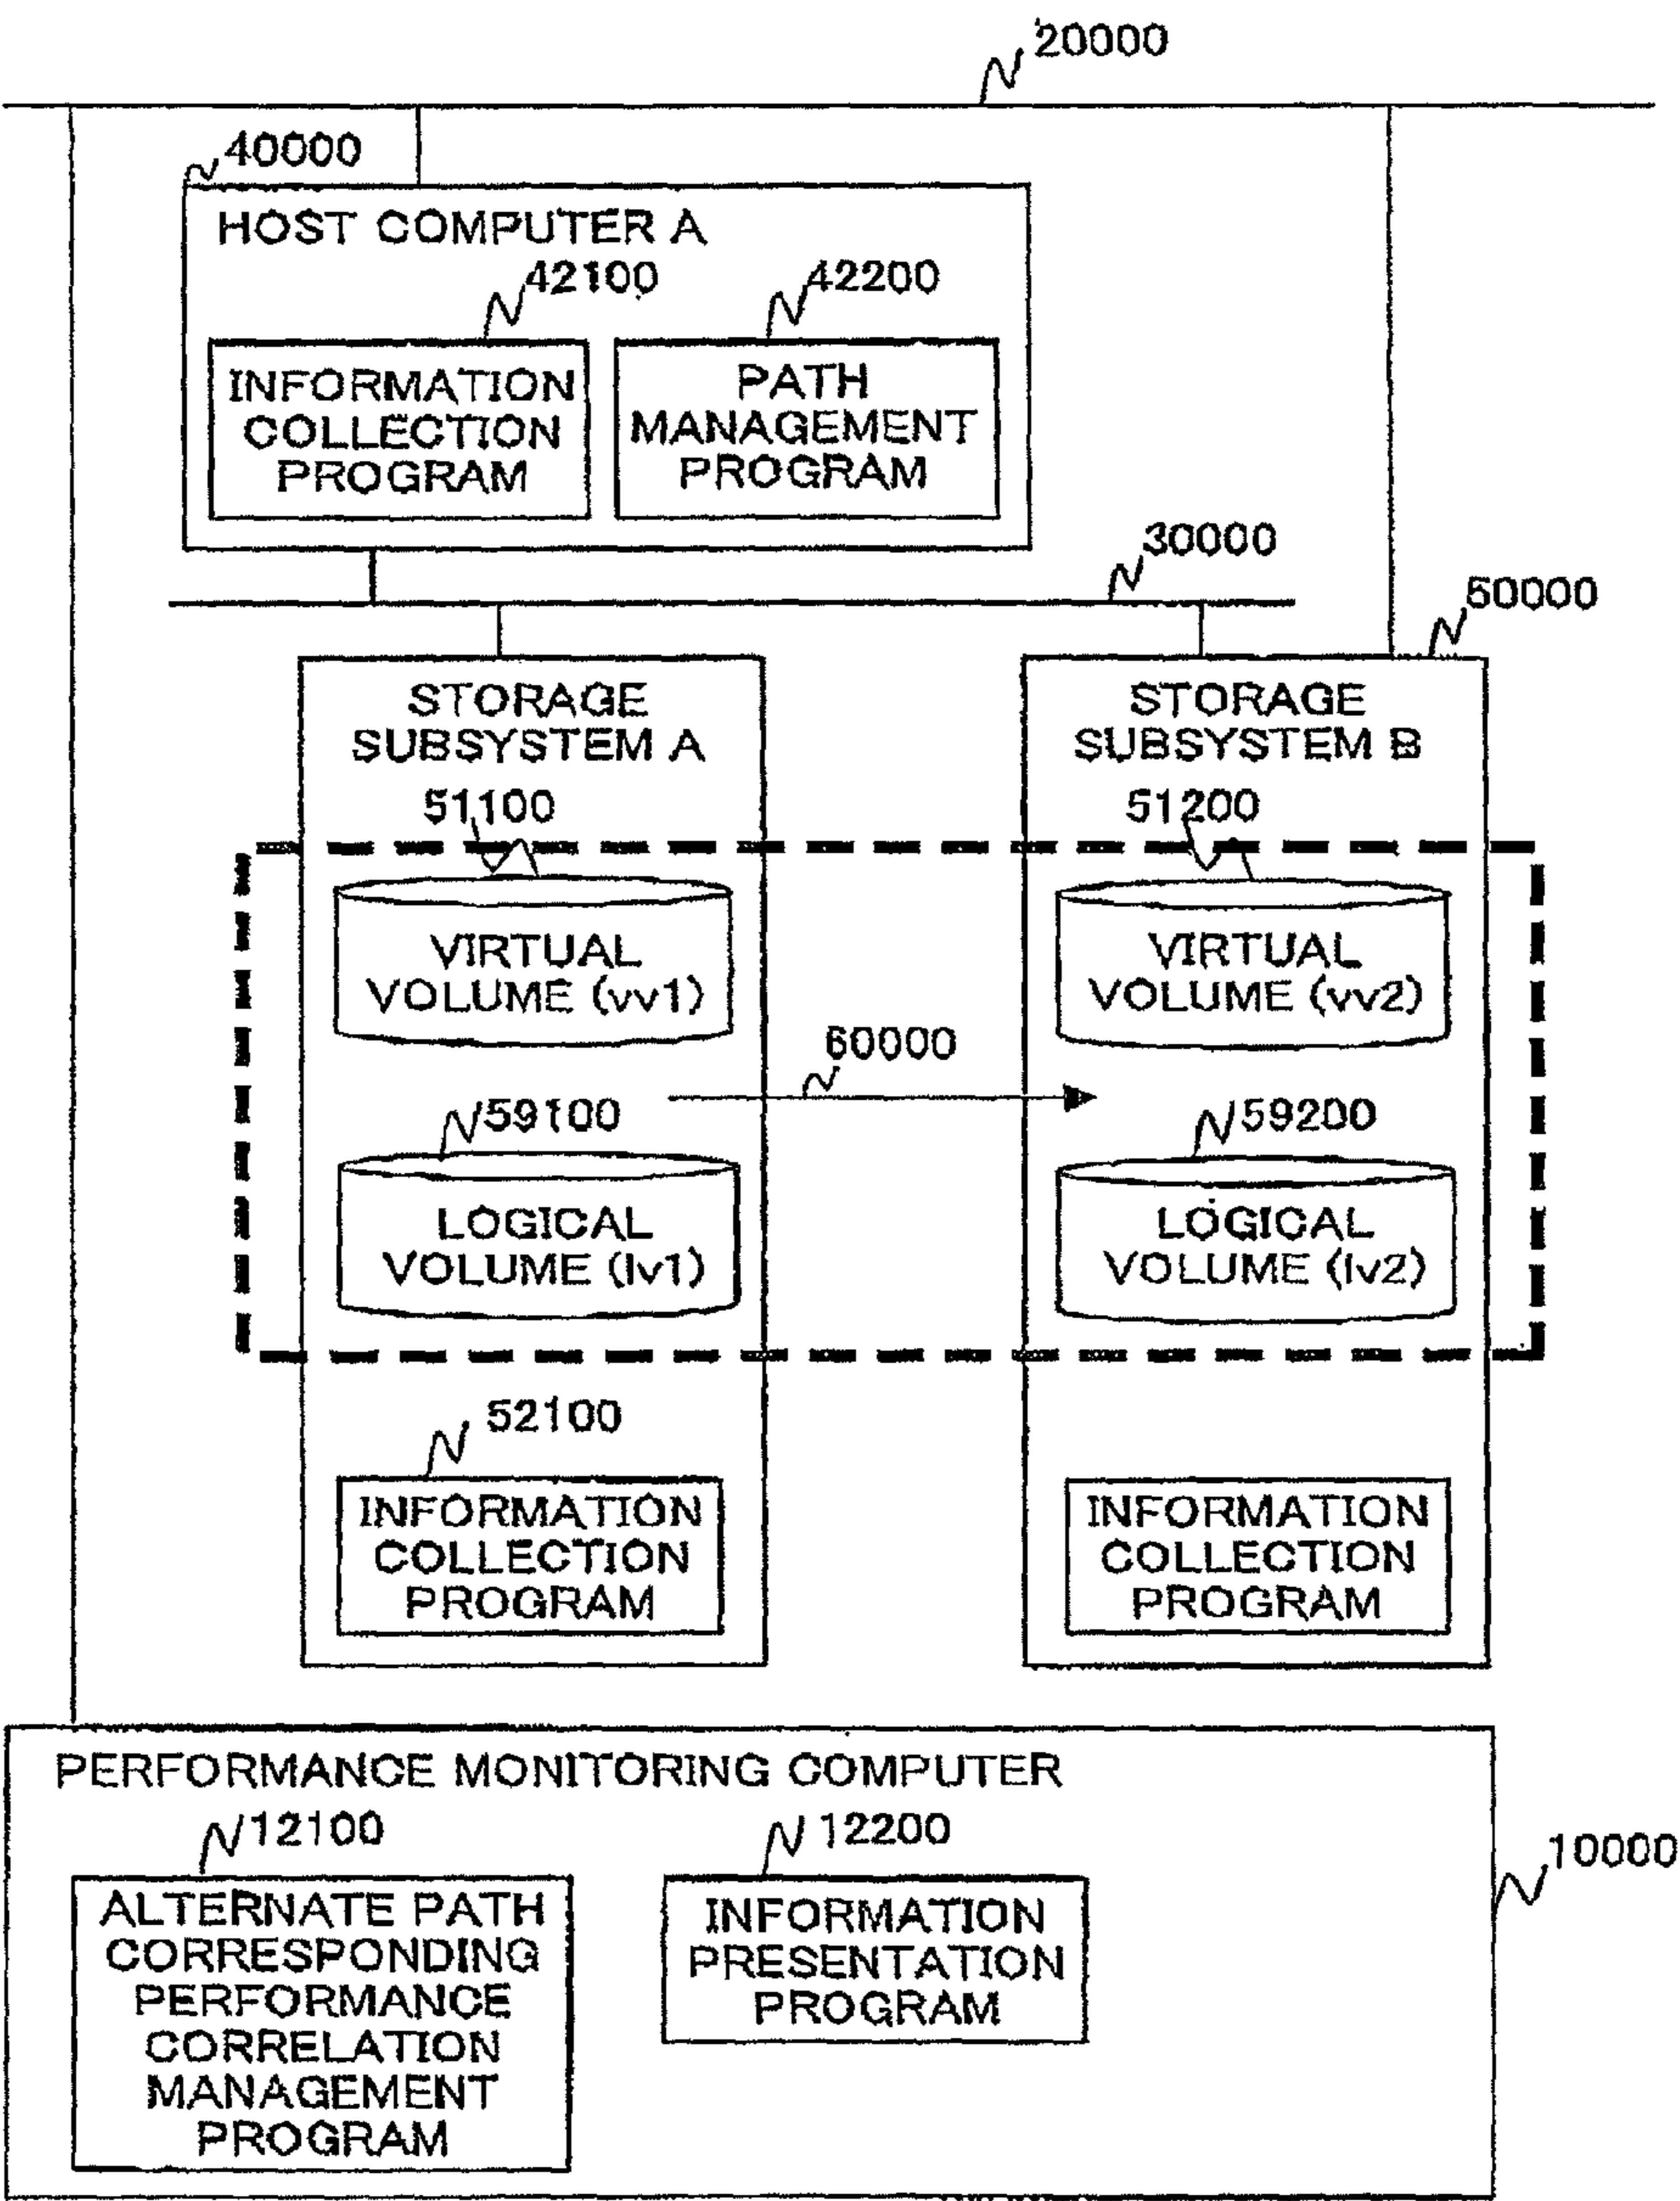 20000
40000
HOST COMPUTER A
42100
42200
INFORMATION
COLLECTION
PROGRAM
PATH
MANAGEMENT
PROGRAM
30000
50000
STORAGE
SUBSYSTEM A
STORAGE
SUBSYSTEM B
51100
51200
VIRTUAL
VOLUME (vv1)
VIRTUAL
VOLUME (vv2)
60000
59100
59200
LOGICAL
VOLUME (lv1)
LOGICAL
VOLUME (lv2)
52100
INFORMATION
COLLECTION
PROGRAM
INFORMATION
COLLECTION
PROGRAM
PERFORMANCE MONITORING COMPUTER
12100
12200
10000
ALTERNATE PATH
CORRESPONDING
PERFORMANCE
CORRELATION
MANAGEMENT
PROGRAM
INFORMATION
PRESENTATION
PROGRAM